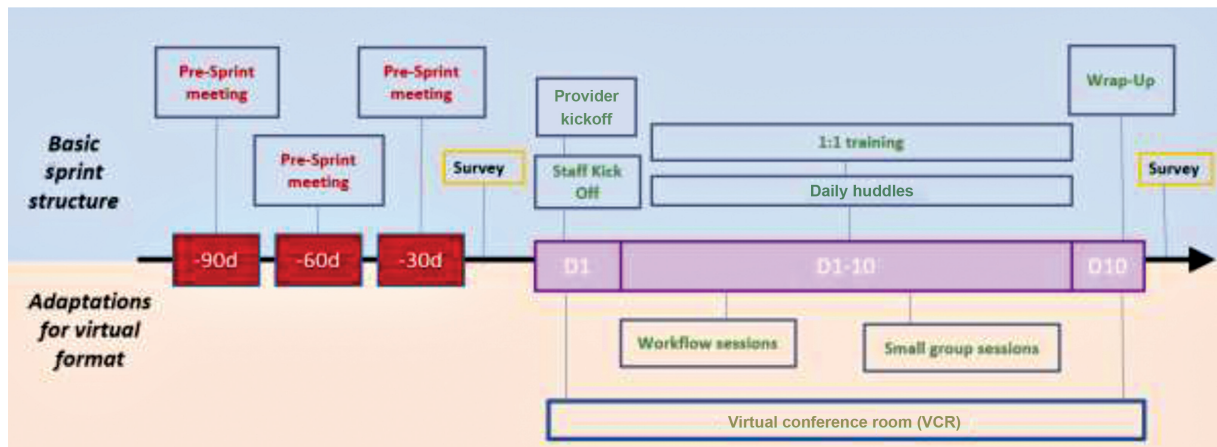 Pre-Sprint
meeting
Pre-Sprint
meeting
Wrap-Up
Provider
kickoff
Basic
sprint
structure
Pre-Sprint
meeting
Survey
Staff Kick
Off
1:1 training
Daily huddles
Survey
-90d
-60d
-30d
D1
D1-10
D10
Adaptations
for virtual
format
Workflow sessions
Small group sessions
Virtual conference room (VCR)